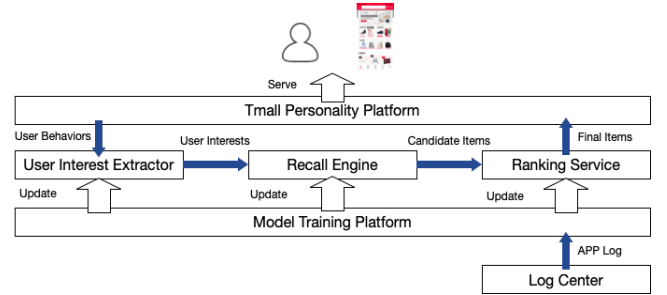 Serve
Tmall Personality Platform
User Behaviors
User Interests
Candidate Items
Final Items
User Interest Extractor
Recall Engine
Ranking Service
Update
Update
Update
Model Training Platform
APP Log
Log Center